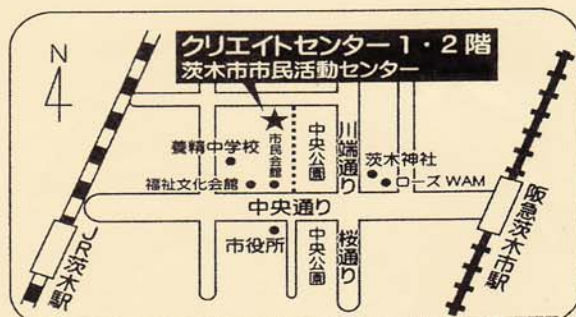 N
クリエイトセンター1・2階
茨木市市民活動センター
養精中学校
市民会館
中央公園
川端通り
茨木神社
福祉文化会館
ローズWAM
中央通り
市役所
中央公園
桜通り
JR茨木駅
阪急茨木市駅